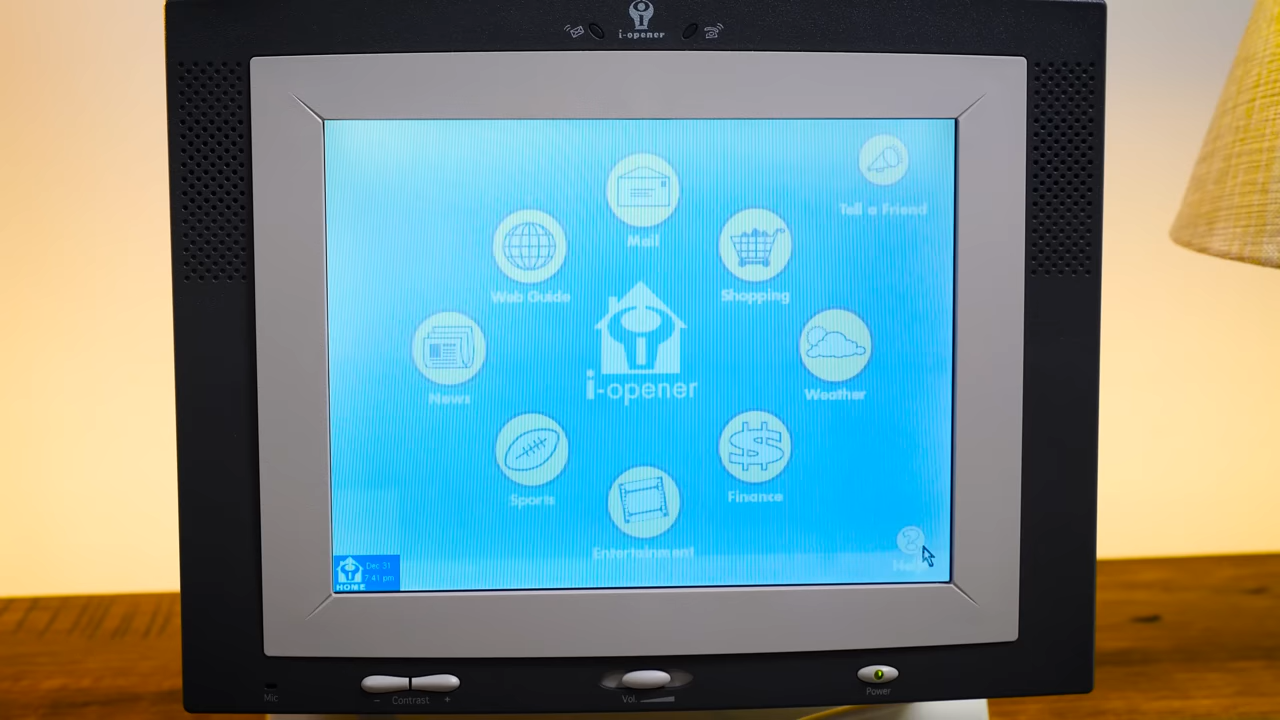 i-opener
Tell a Friend
Mail
Web Guide
Shopping
i-opener
News
Weather
Sports
Finance
Entertainment
Help
Dec 31
7:41 pm
HOME
Mic
- Contrast +
Vol.
Power